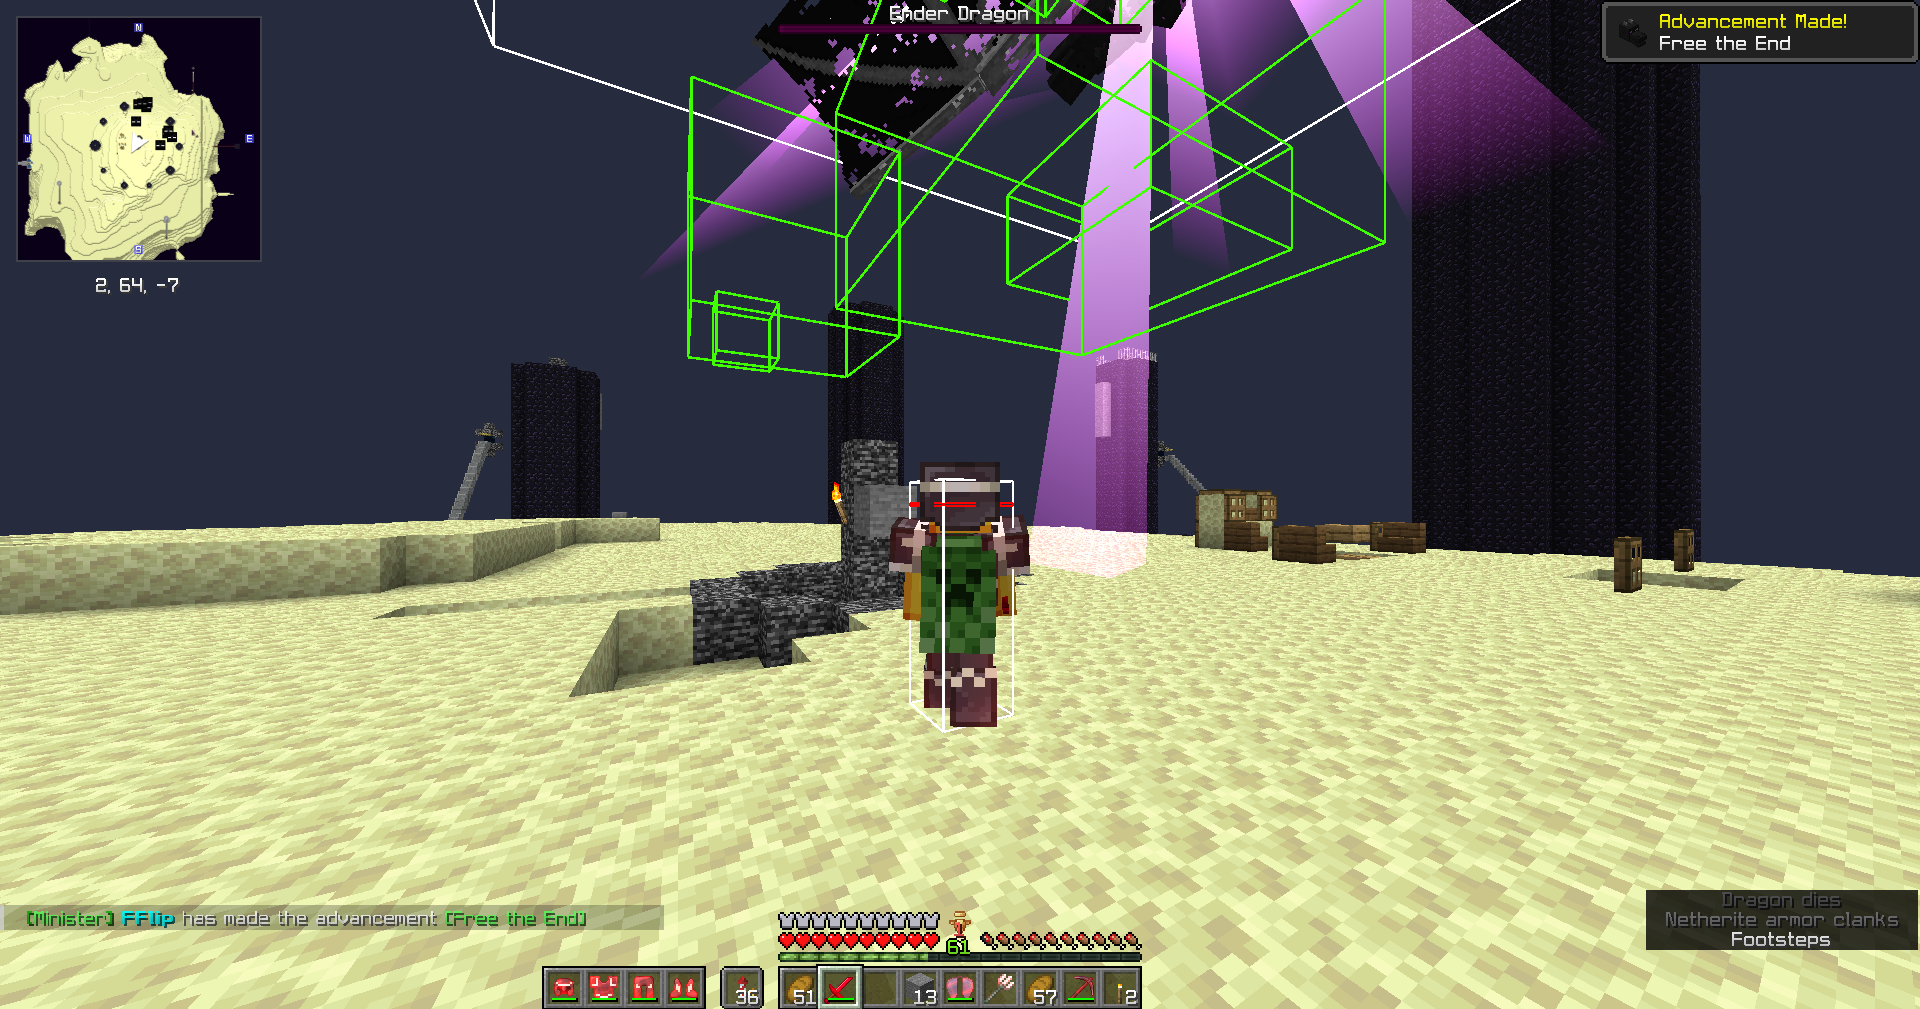 Ender Dragon
Advancement Made!
Free the End
N
W
E
S
2, 64, -7
[Minister] FFlip has made the advancement [Free the End]
Dragon dies
Netherite armor clanks
Footsteps
61
36
51
13
57
2